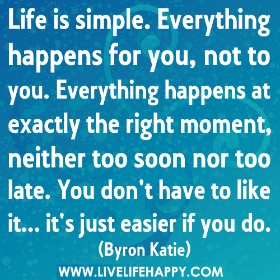 Life is simple. Everything
happens for you, not to
you. Everything happens at
exactly the right moment,
neither too soon nor too
late. You don't have to like
it... it's just easier if you do.
(Byron Katie)
WWW.LIVELIFEHAPPY.COM